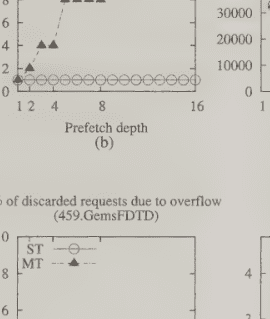 8
6
4
2
0
1 2 4 8 16
Prefetch depth
(b)
30000
20000
10000
0
1
of discarded requests due to overflow
(459.GemsFDTD)
0
8
6
ST
MT
4
2